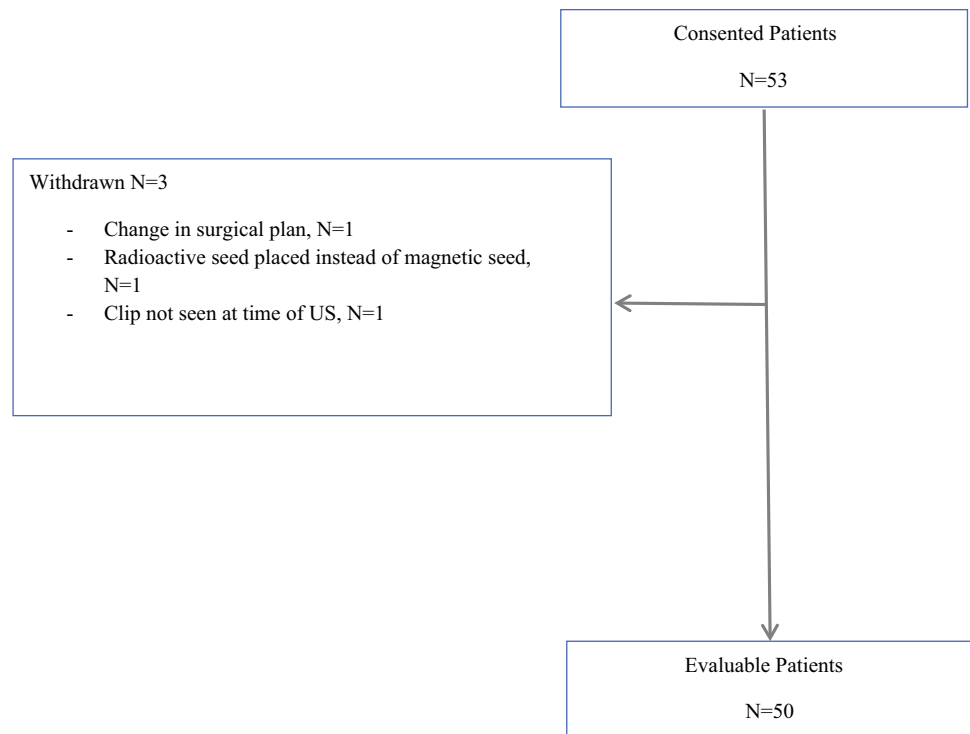 Consented Patients
N=53
Withdrawn N=3
- Change in surgical plan, N=1
- Radioactive seed placed instead of magnetic seed,
N=1
- Clip not seen at time of US, N=1
Evaluable Patients
N=50